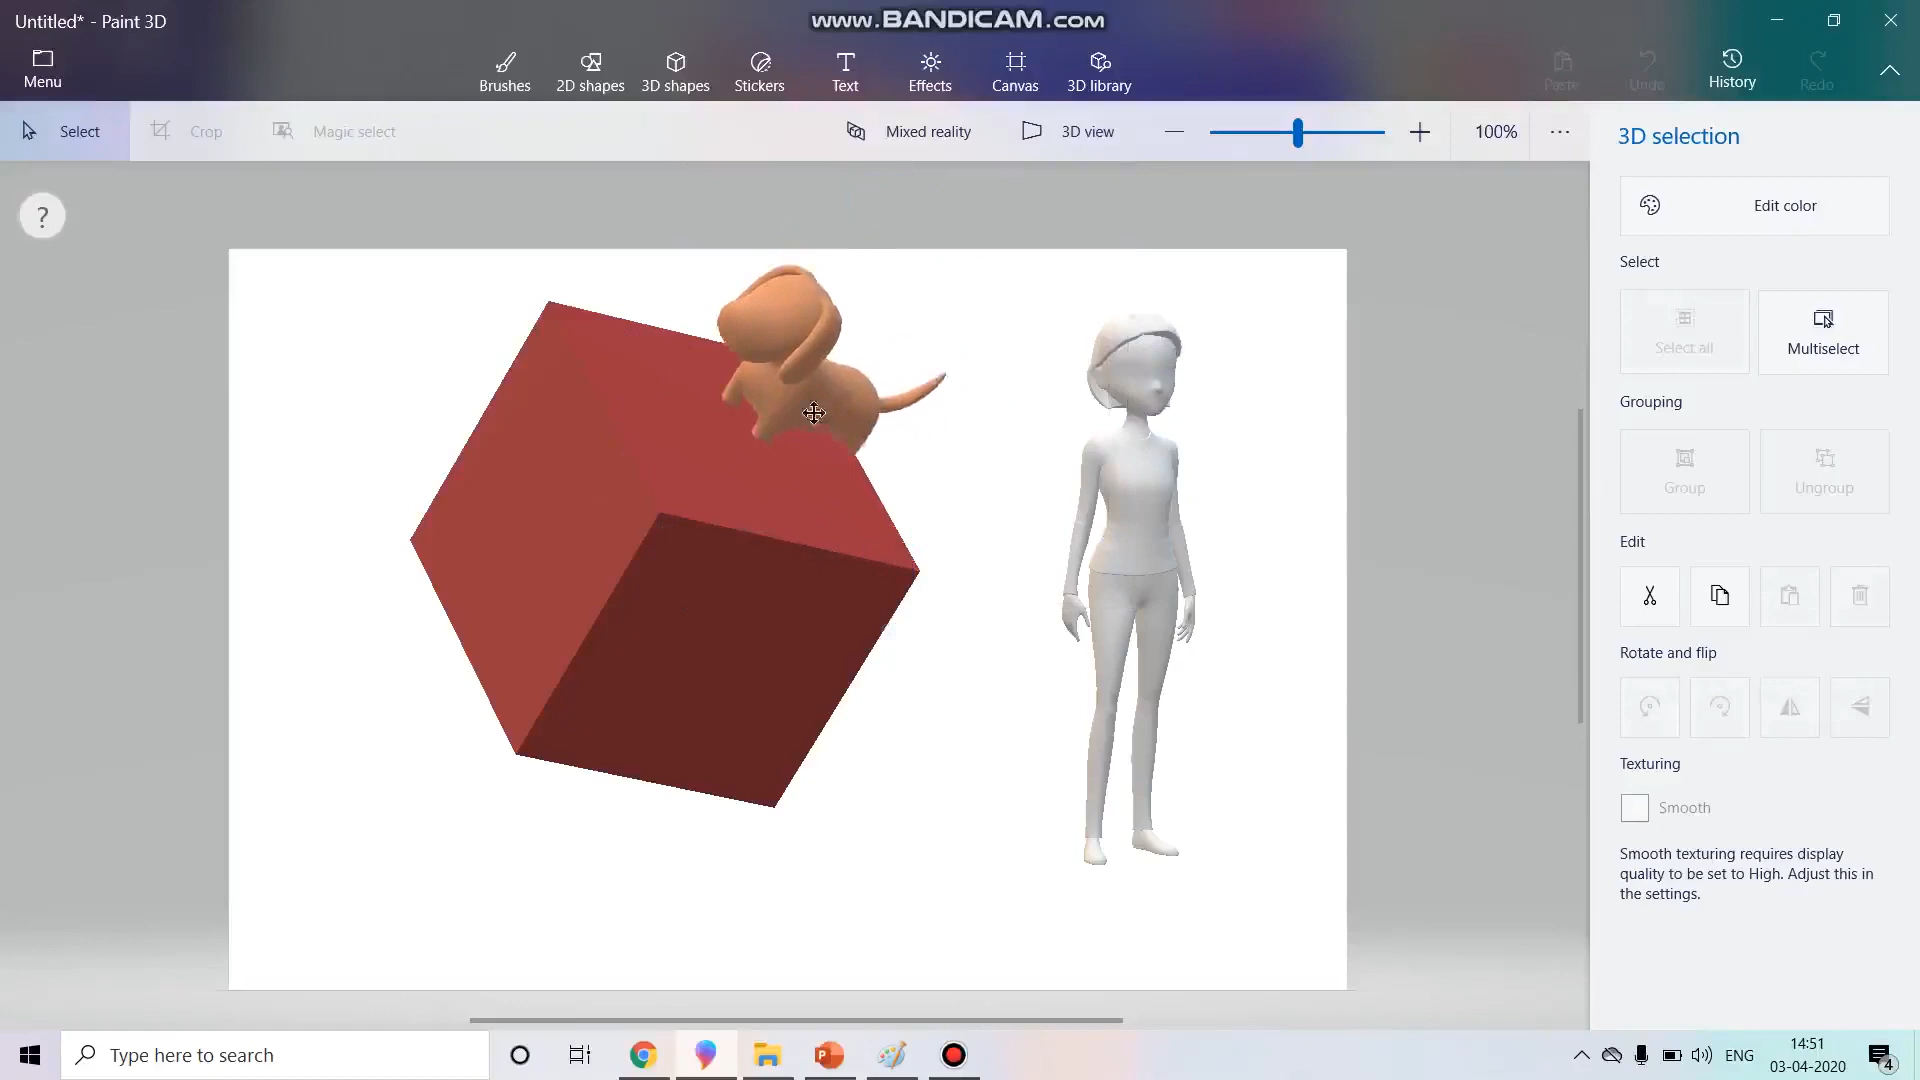 Untitled* - Paint 3D
www.BANDICAM.com
Menu
Brushes
2D shapes
3D shapes
Stickers
Text
Effects
Canvas
3D library
Paste
Undo
History
Redo
Select
Crop
Magic select
Mixed reality
3D view
100%
3D selection
?
Edit color
Select
Select all
Multiselect
Grouping
Group
Ungroup
Edit
Rotate and flip
Texturing
Smooth
Smooth texturing requires display
quality to be set to High. Adjust this in
the settings.
Type here to search
ENG
14:51
03-04-2020
4